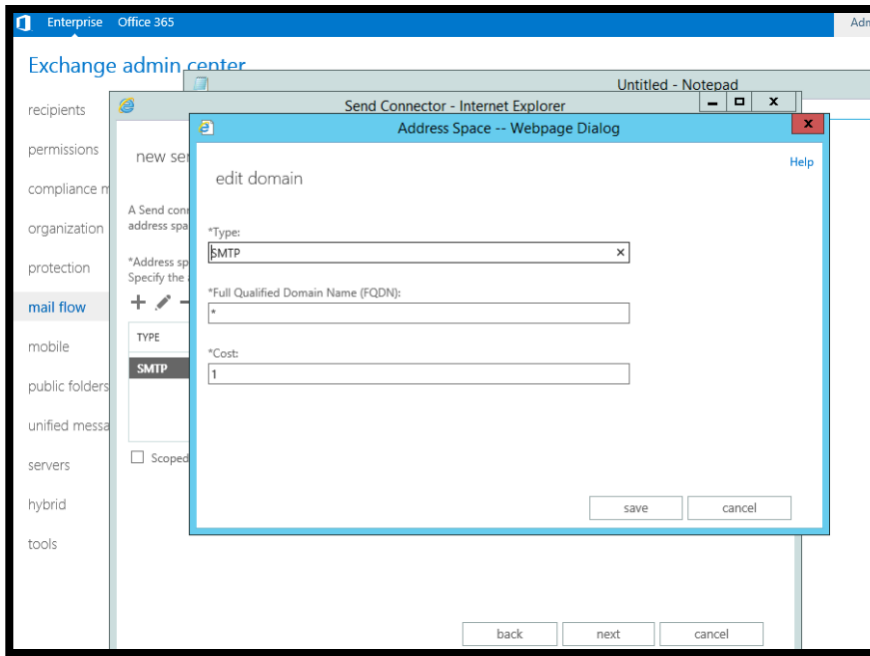 Enterprise Office 365
Adm
Exchange admin center
Untitled - Notepad
Send Connector - Internet Explorer
Address Space -- Webpage Dialog
Help
recipients
permissions
compliance m
organization
protection
mail flow
mobile
public folders
unified messa
servers
hybrid
tools
new ser
A Send conn
address spa
*Address sp
Specify the a
TYPE
SMTP
Scoped
edit domain
*Type:
SMTP
*Full Qualified Domain Name (FQDN):
*
*Cost:
1
save cancel
back next cancel